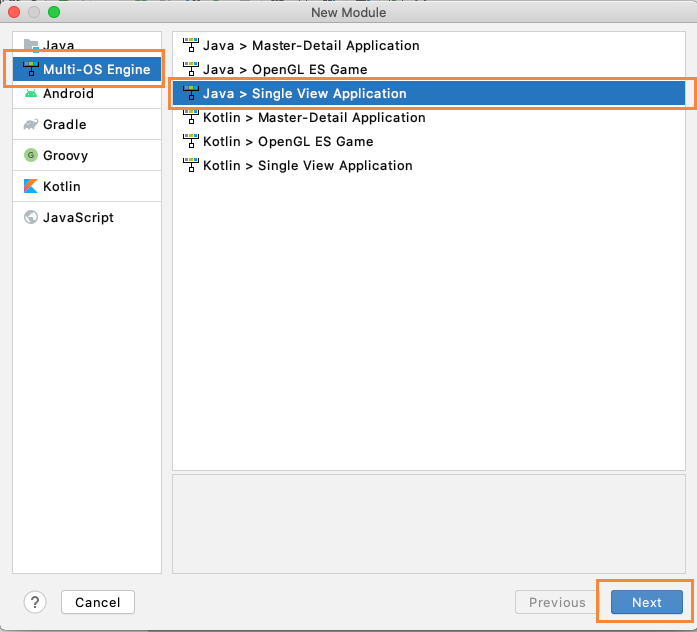 New Module
Java
Multi-OS Engine
Android
Gradle
G Groovy
Kotlin
JavaScript
Java > Master-Detail Application
Java > OpenGL ES Game
Java > Single View Application
Kotlin > Master-Detail Application
Kotlin > OpenGL ES Game
Kotlin > Single View Application
?
Cancel
Previous
Next